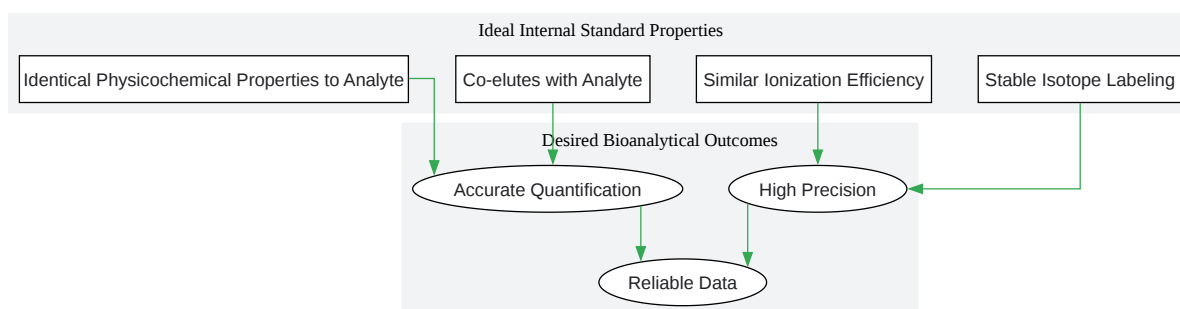 Ideal Internal Standard Properties
Identical Physicochemical Properties to Analyte
Co-elutes with Analyte
Similar Ionization Efficiency
Stable Isotope Labeling
Desired Bioanalytical Outcomes
Accurate Quantification
High Precision
Reliable Data